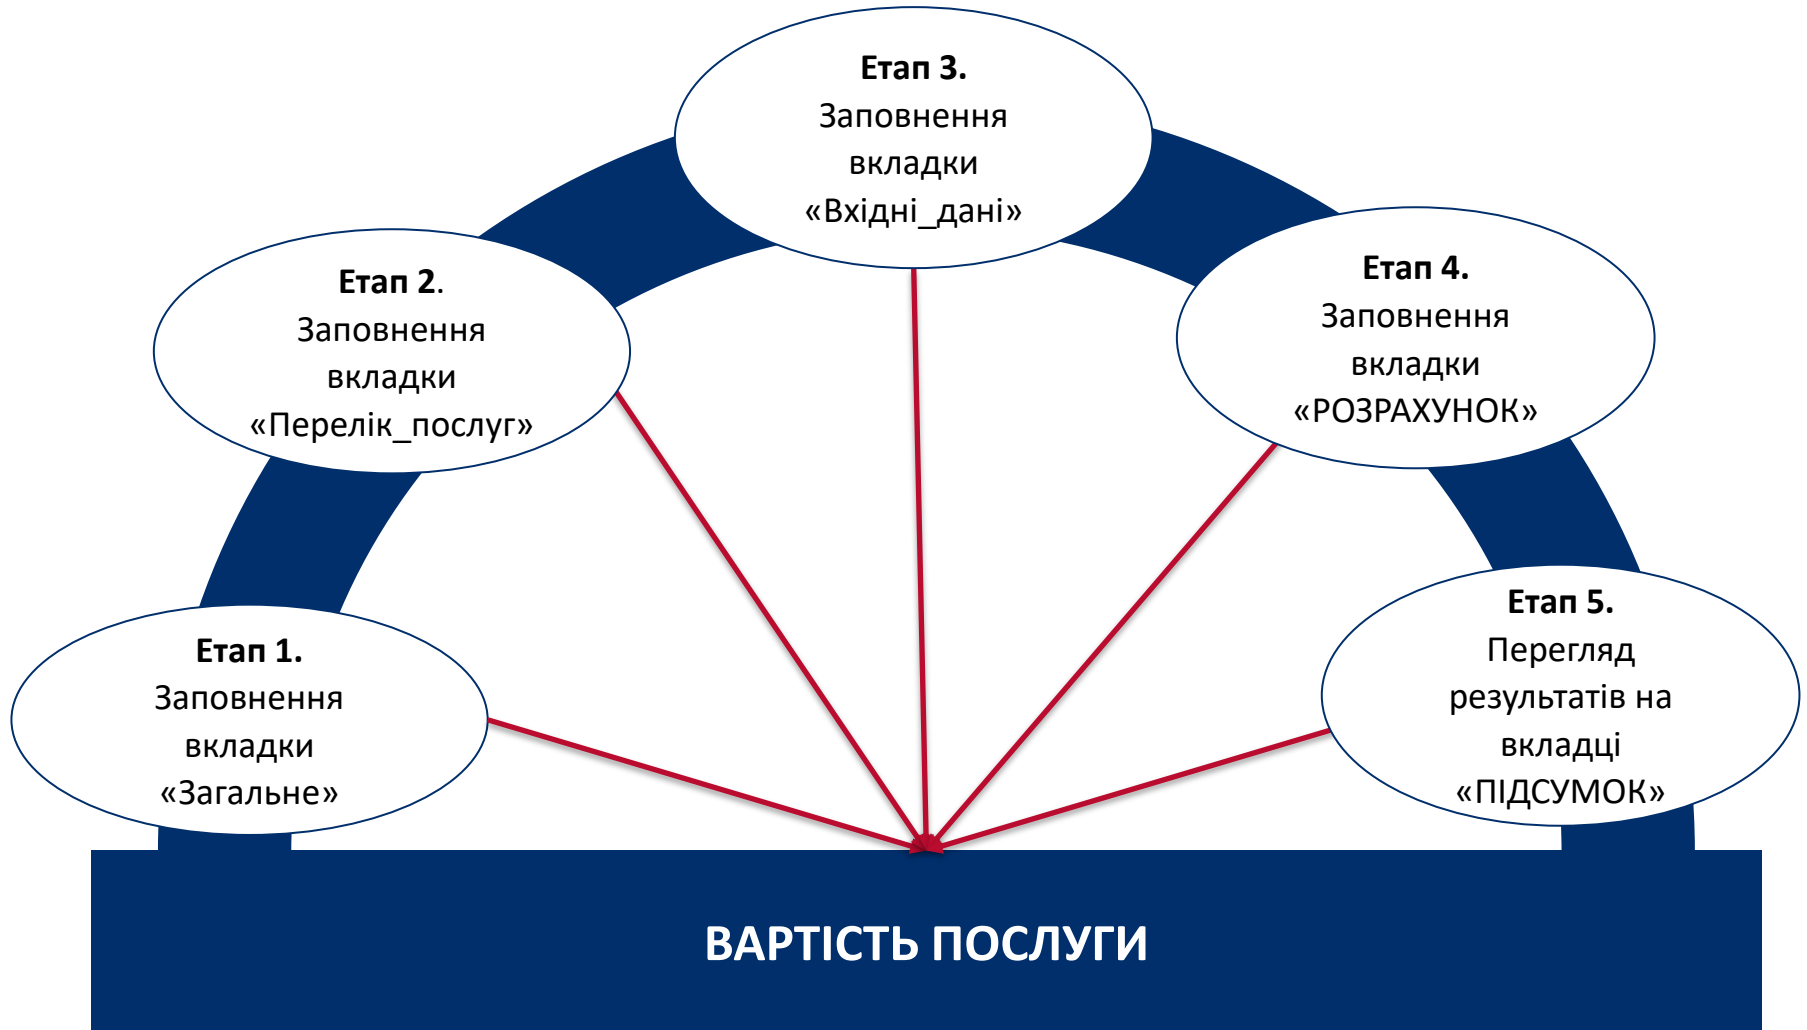 Етап 1.
Заповнення
вкладки
«Загальне»
Етап 2.
Заповнення
вкладки
«Перелік_послуг»
Етап 3.
Заповнення
вкладки
«Вхідні_дані»
Етап 4.
Заповнення
вкладки
«РОЗРАХУНОК»
Етап 5.
Перегляд
результатів на
вкладці
«ПІДСУМОК»
ВАРТІСТЬ ПОСЛУГИ